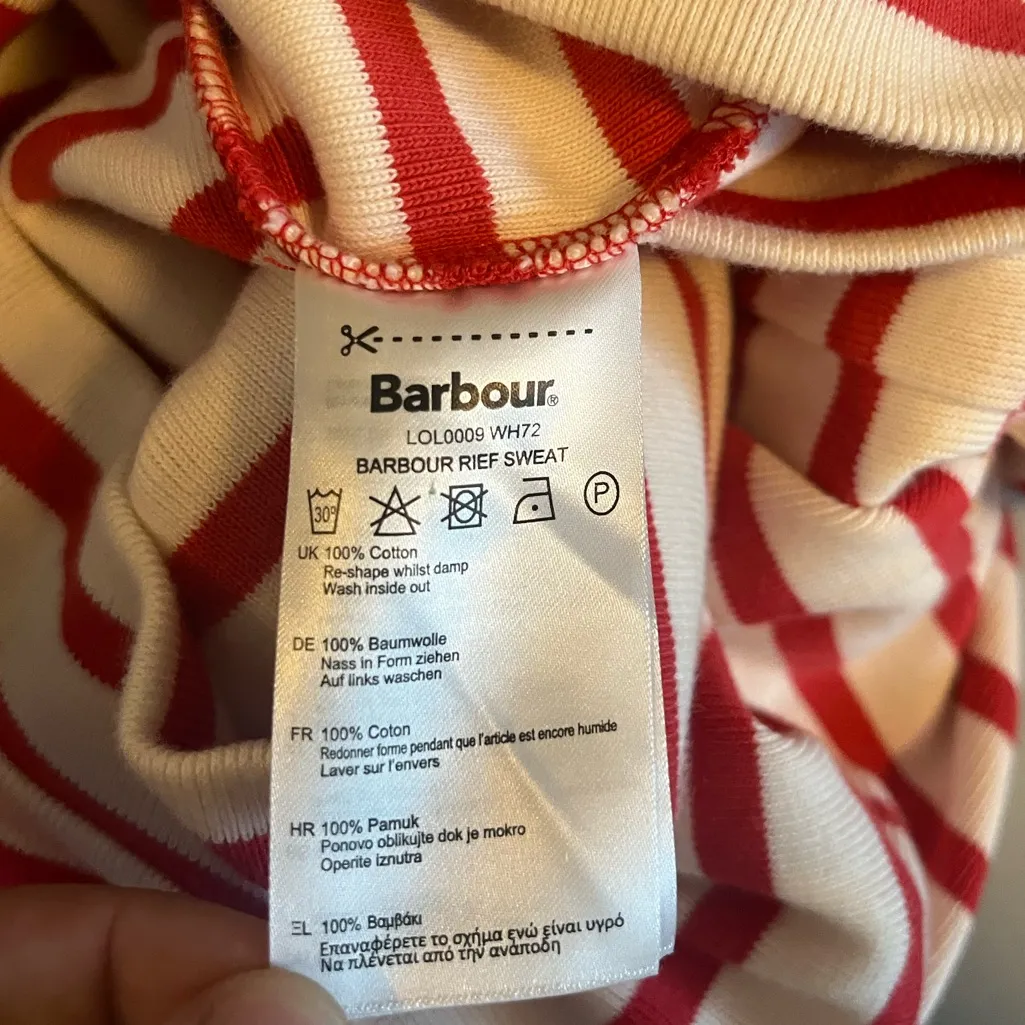 Barbour®
LOL0009 WH72
BARBOUR RIEF SWEAT
30° P
UK 100% Cotton
Re-shape whilst damp
Wash inside out
DE 100% Baumwolle
Nass in Form ziehen
Auf links waschen
FR 100% Coton
Redonner forme pendant que l'article est encore humide
Laver sur l'envers
HR 100% Pamuk
Ponovo oblikujte dok je mokro
Operite iznutra
EL 100% Βαμβάκι
Επαναφέρετε το σχήμα ενώ είναι υγρό
Να πλένεται από την ανάποδη